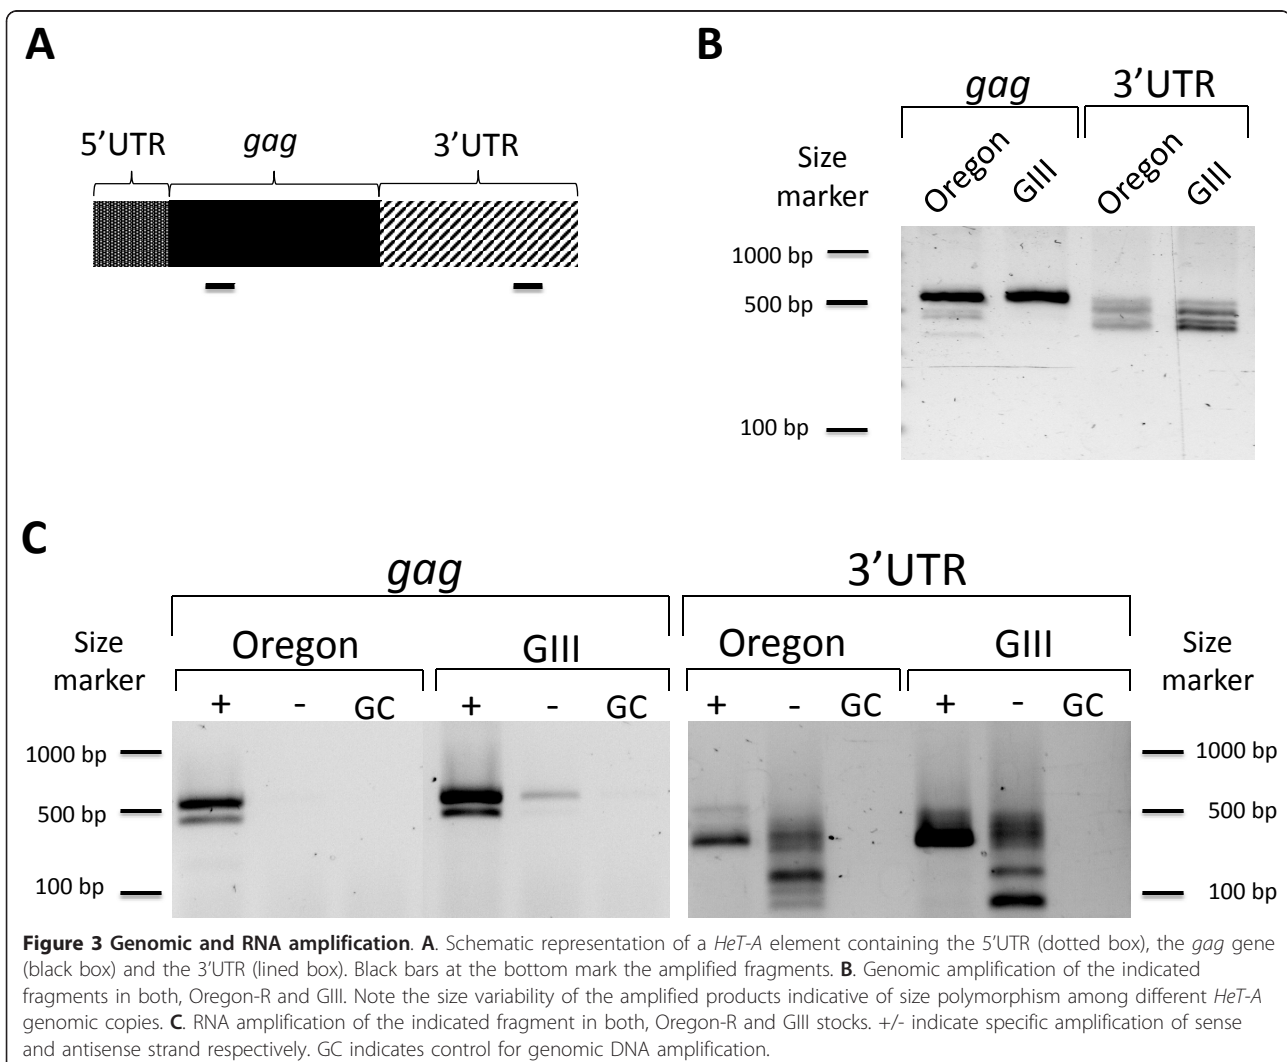 A
5'UTR
gag
3'UTR
B
gag
3'UTR
Size
marker
Oregon
GIII
Oregon
GIII
1000 bp
500 bp
100 bp
C
gag
3'UTR
Size
marker
Oregon
GIII
Oregon
GIII
Size
marker
+ - GC + - GC + - GC + - GC
1000 bp
500 bp
100 bp
1000 bp
500 bp
100 bp
Figure 3 Genomic and RNA amplification. A. Schematic representation of a HeT-A element containing the 5'UTR (dotted box), the gag gene
(black box) and the 3'UTR (lined box). Black bars at the bottom mark the amplified fragments. B. Genomic amplification of the indicated
fragments in both, Oregon-R and GIII. Note the size variability of the amplified products indicative of size polymorphism among different HeT-A
genomic copies. C. RNA amplification of the indicated fragment in both, Oregon-R and GIII stocks. +/- indicate specific amplification of sense
and antisense strand respectively. GC indicates control for genomic DNA amplification.